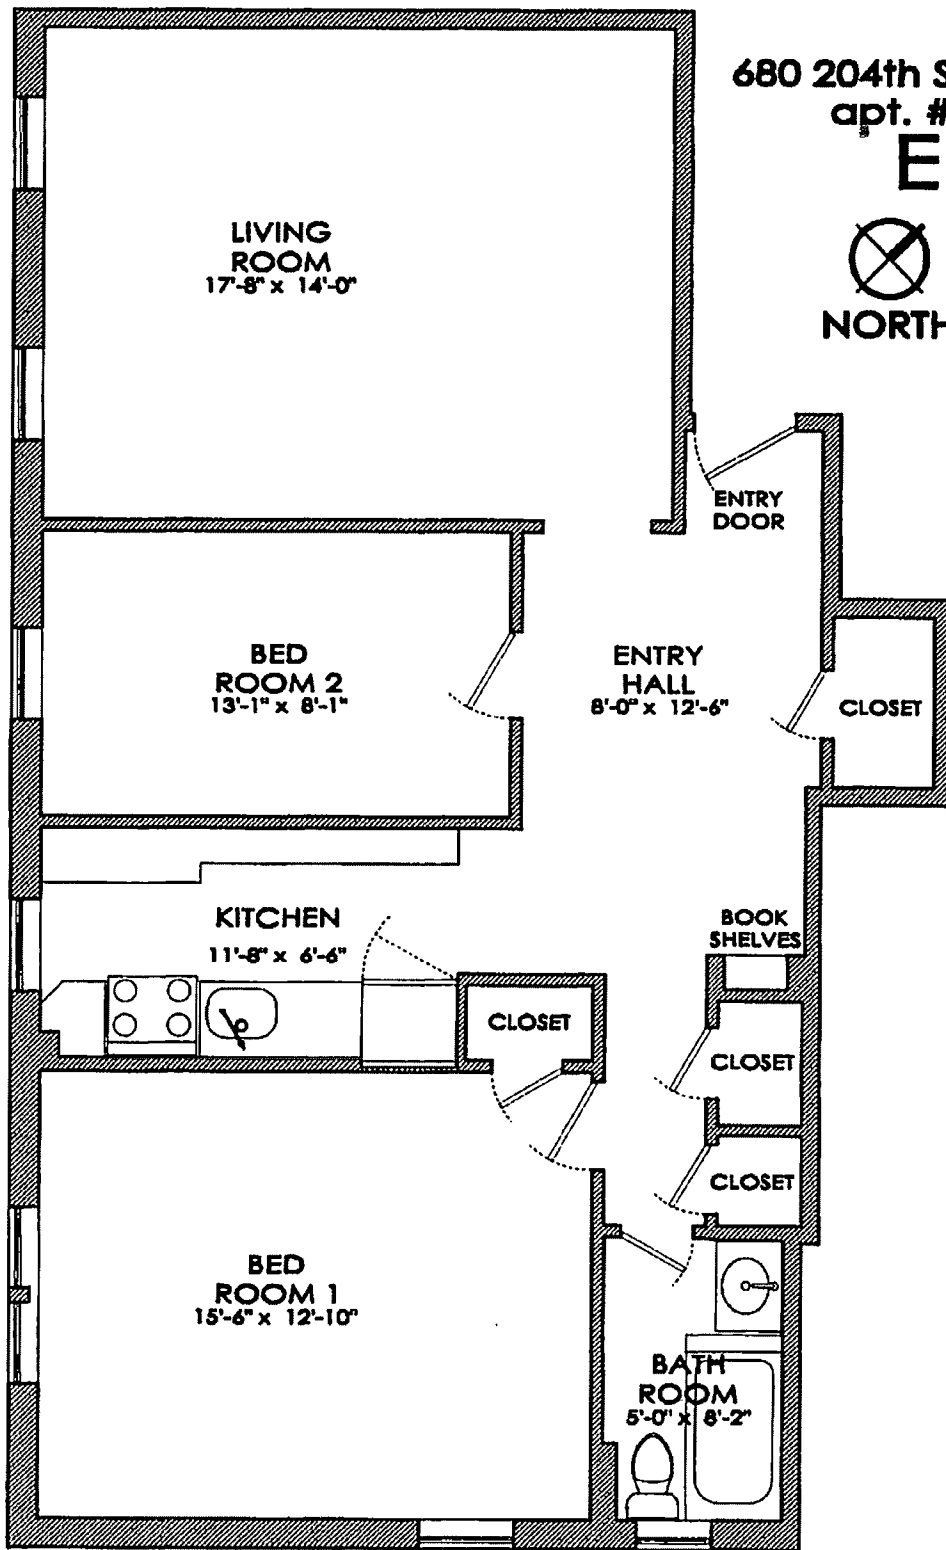 680 204th S
apt. #
E
NORTH
LIVING
ROOM
17'-8" x 14'-0"
ENTRY
DOOR
BED
ROOM 2
13'-1" x 8'-1"
ENTRY
HALL
8'-0" x 12'-6"
CLOSET
KITCHEN
11'-8" x 6'-6"
BOOK
SHELVES
CLOSET
CLOSET
CLOSET
BED
ROOM 1
15'-6" x 12'-10"
BATH
ROOM
5'-0" x 8'-2"